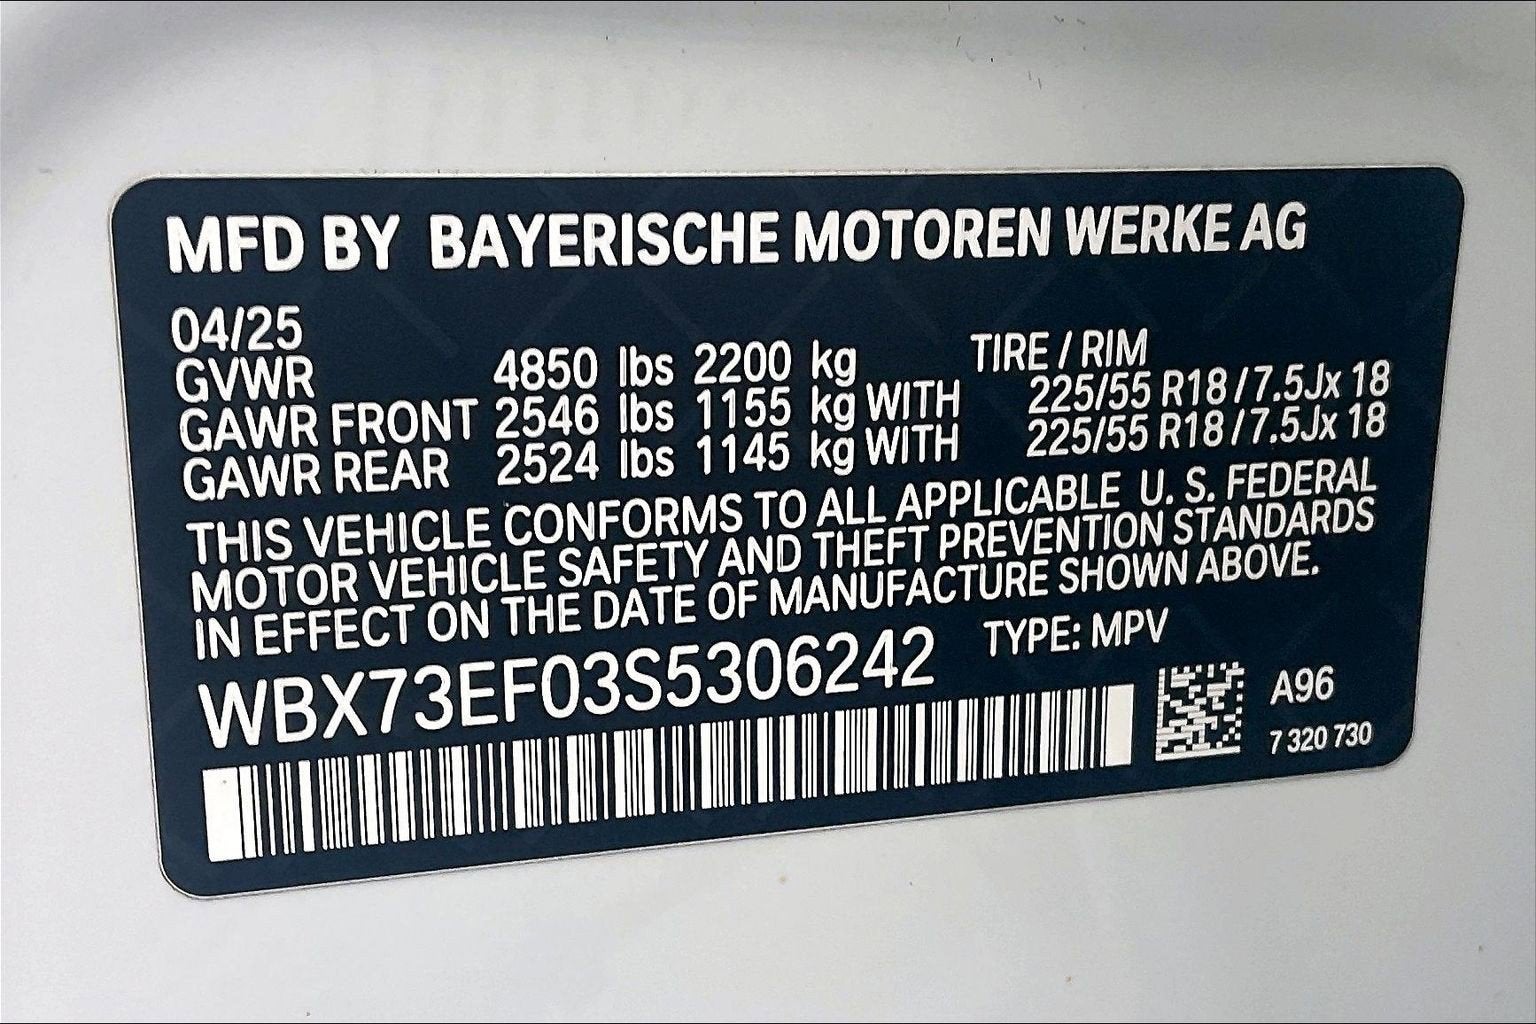 MFD BY BAYERISCHE MOTOREN WERKE AG
04/25
GVWR 4850 lbs 2200 kg TIRE / RIM
GAWR FRONT 2546 lbs 1155 kg WITH 225/55 R18 / 7.5Jx 18
GAWR REAR 2524 lbs 1145 kg WITH 225/55 R18 / 7.5Jx 18
THIS VEHICLE CONFORMS TO ALL APPLICABLE U. S. FEDERAL
MOTOR VEHICLE SAFETY AND THEFT PREVENTION STANDARDS
IN EFFECT ON THE DATE OF MANUFACTURE SHOWN ABOVE.
WBX73EF03S5306242 TYPE: MPV
A96
7 320 730